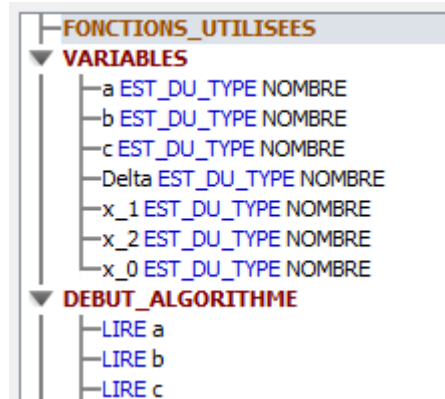 FONCTIONS_UTILISEES
VARIABLES
a EST_DU_TYPE NOMBRE
b EST_DU_TYPE NOMBRE
c EST_DU_TYPE NOMBRE
Delta EST_DU_TYPE NOMBRE
x_1 EST_DU_TYPE NOMBRE
x_2 EST_DU_TYPE NOMBRE
x_0 EST_DU_TYPE NOMBRE
DEBUT_ALGORITHME
LIRE a
LIRE b
LIRE c